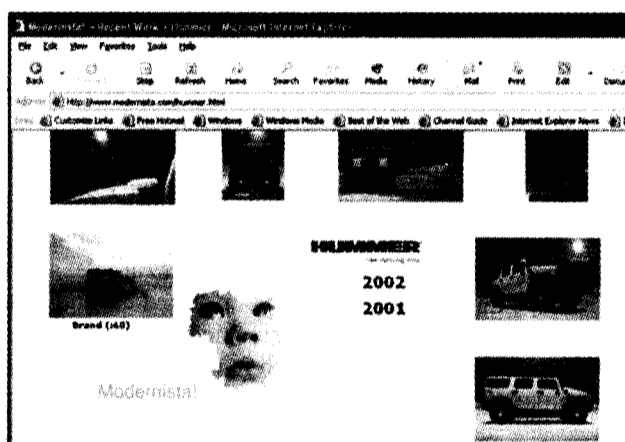 Modernista! - Recent Work - Hummer - Microsoft Internet Explorer
File Edit View Favorites Tools Help
Back Stop Refresh Home Search Favorites Media History Mail Print Edit
Address http://www.modernista.com/hummer.html
Links Customize Links Free Hotmail Windows Windows Media Best of the Web Channel Guide Internet Explorer News
HUMMER
2002
2001
Brand (:60)
Modernista!